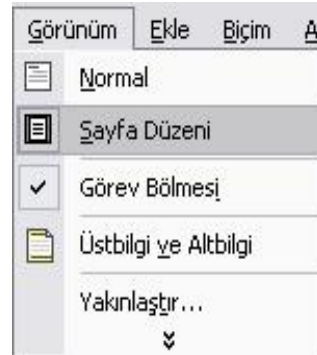 Görünüm Ekle Biçim A
Normal
Sayfa Düzeni
Görev Bölmesi
Üstbilgi ve Altbilgi
Yakınlaştır...